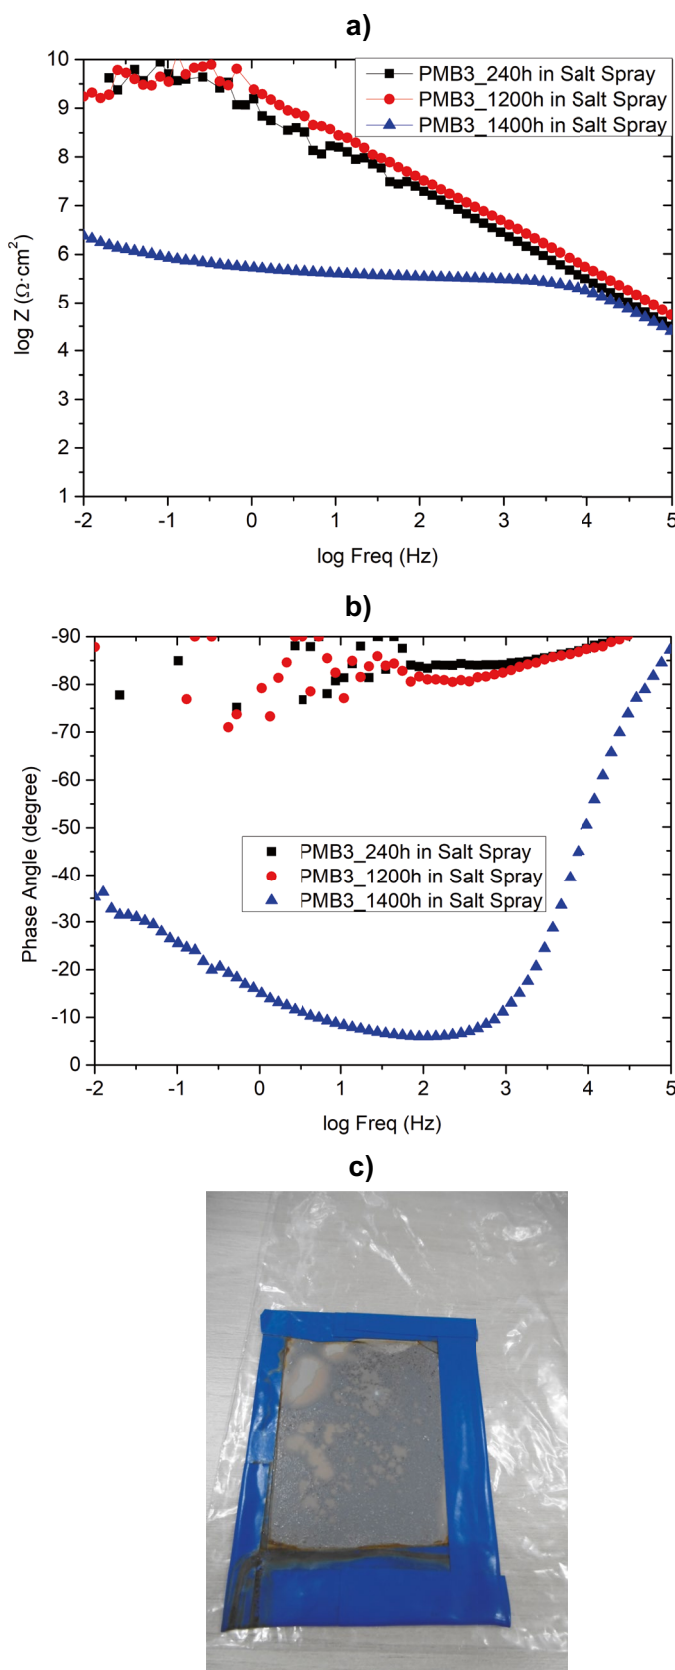 a)
10
9
8
7
6
5
4
3
2
1
log Z (Ω·cm²)
PMB3_240h in Salt Spray
PMB3_1200h in Salt Spray
PMB3_1400h in Salt Spray
-2 -1 0 1 2 3 4 5
log Freq (Hz)
b)
-90
-80
-70
-60
-50
-40
-30
-20
-10
0
Phase Angle (degree)
PMB3_240h in Salt Spray
PMB3_1200h in Salt Spray
PMB3_1400h in Salt Spray
-2 -1 0 1 2 3 4 5
log Freq (Hz)
c)